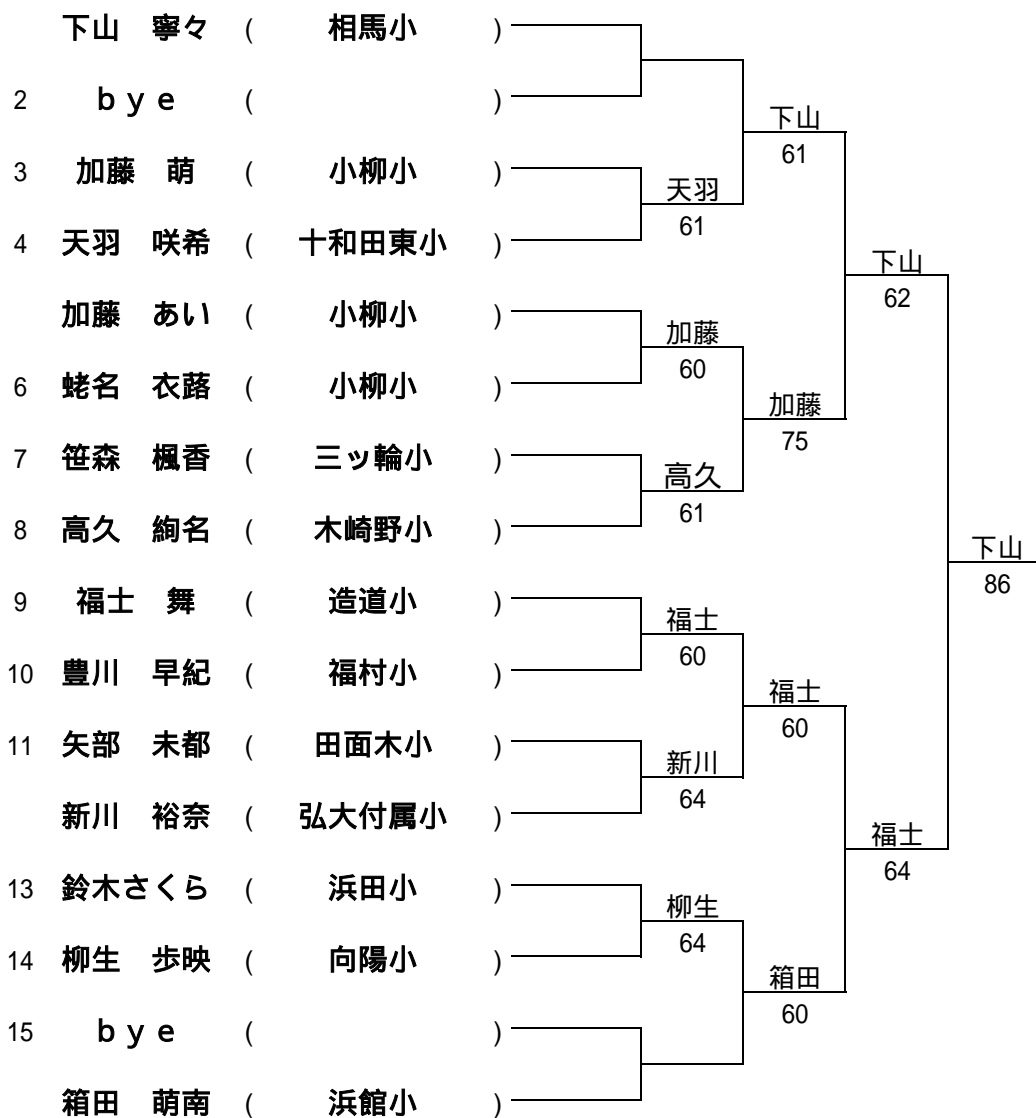 下山　寧々 ( 相馬小 )
2 ｂｙｅ ( )
下山
61
3 加藤　萌 ( 小柳小 )
天羽
61
4 天羽　咲希 ( 十和田東小 )
下山
62
加藤　あい ( 小柳小 )
加藤
60
6 蛯名　衣蕗 ( 小柳小 )
加藤
75
7 笹森　楓香 ( 三ッ輪小 )
高久
61
8 高久　絢名 ( 木崎野小 )
下山
86
9 福士　舞 ( 造道小 )
福士
60
10 豊川　早紀 ( 福村小 )
福士
60
11 矢部　未都 ( 田面木小 )
新川
64
新川　裕奈 ( 弘大付属小 )
福士
64
13 鈴木さくら ( 浜田小 )
柳生
64
14 柳生　歩映 ( 向陽小 )
箱田
60
15 ｂｙｅ ( )
箱田　萌南 ( 浜館小 )